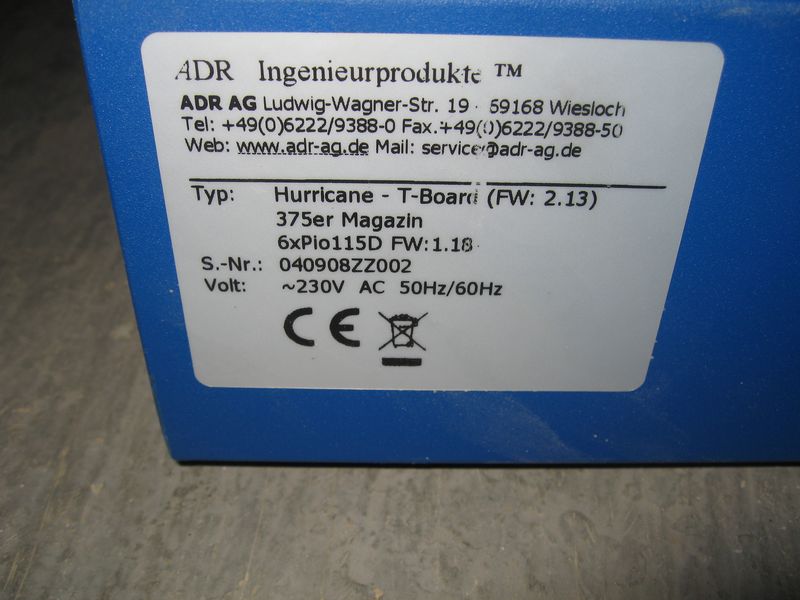 ADR Ingenieurprodukte ™
ADR AG Ludwig-Wagner-Str. 19 · 69168 Wiesloch
Tel: +49(0)6222/9388-0 Fax.:+49(0)6222/9388-50
Web: www.adr-ag.de Mail: service@adr-ag.de
Typ: Hurricane - T-Board (FW: 2.13)
375er Magazin
6xPio115D FW:1.18
S.-Nr.: 040908ZZ002
Volt: ~230V AC 50Hz/60Hz
CE